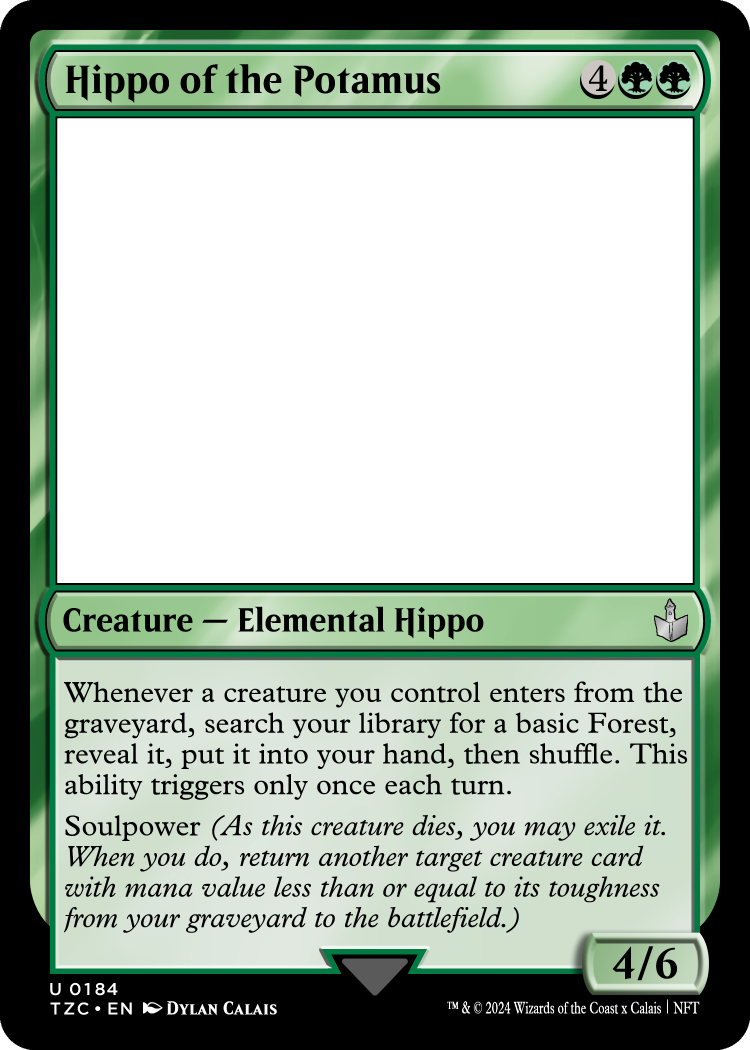 Hippo of the Potamus 4
Creature — Elemental Hippo
Whenever a creature you control enters from the
graveyard, search your library for a basic Forest,
reveal it, put it into your hand, then shuffle. This
ability triggers only once each turn.
Soulpower (As this creature dies, you may exile it.
When you do, return another target creature card
with mana value less than or equal to its toughness
from your graveyard to the battlefield.)
4/6
U 0184
TZC • EN Dylan Calais
™ & © 2024 Wizards of the Coast x Calais | NFT